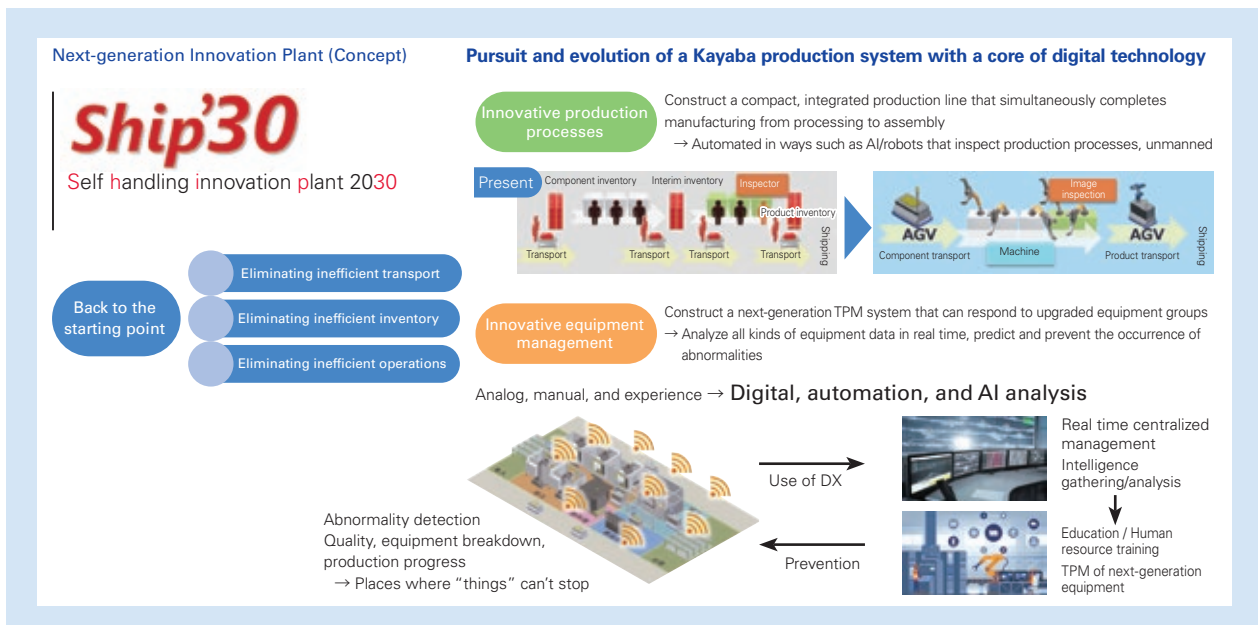 Next-generation Innovation Plant (Concept)
Ship'30
Self handling innovation plant 2030
Back to the
starting point
Eliminating inefficient transport
Eliminating inefficient inventory
Eliminating inefficient operations
Pursuit and evolution of a Kayaba production system with a core of digital technology
Innovative production
processes
Construct a compact, integrated production line that simultaneously completes
manufacturing from processing to assembly
→ Automated in ways such as AI/robots that inspect production processes, unmanned
Present
Component inventory
Interim inventory
Inspector
Product inventory
Transport
Transport
Transport
Transport
Shipping
Image
inspection
AGV
AGV
Component transport
Machine
Product transport
Shipping
Innovative equipment
management
Construct a next-generation TPM system that can respond to upgraded equipment groups
→ Analyze all kinds of equipment data in real time, predict and prevent the occurrence of
abnormalities
Analog, manual, and experience → Digital, automation, and AI analysis
Abnormality detection
Quality, equipment breakdown,
production progress
→ Places where “things” can’t stop
Use of DX
Prevention
Real time centralized
management
Intelligence
gathering/analysis
Education / Human
resource training
TPM of next-generation
equipment